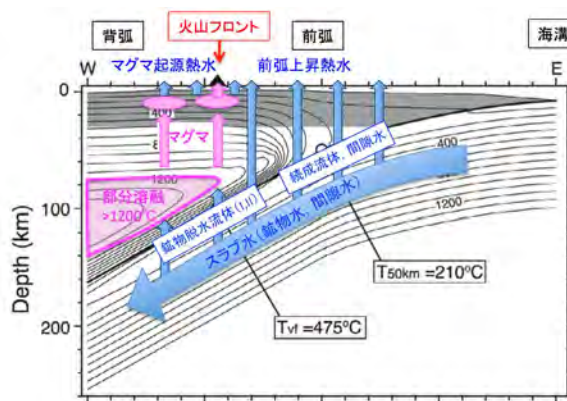 背弧
火山フロント
前弧
海溝
W
マグマ起源熱水
前弧上昇熱水
E
0
400
マグマ
続成流体、間隙水
400
1200
部分溶融
>1200°C
100
鉱物脱水流体(I,II)
スラブ水(鉱物水、間隙水)
1200
Depth (km)
T50km =210°C
200
Tvf =475°C